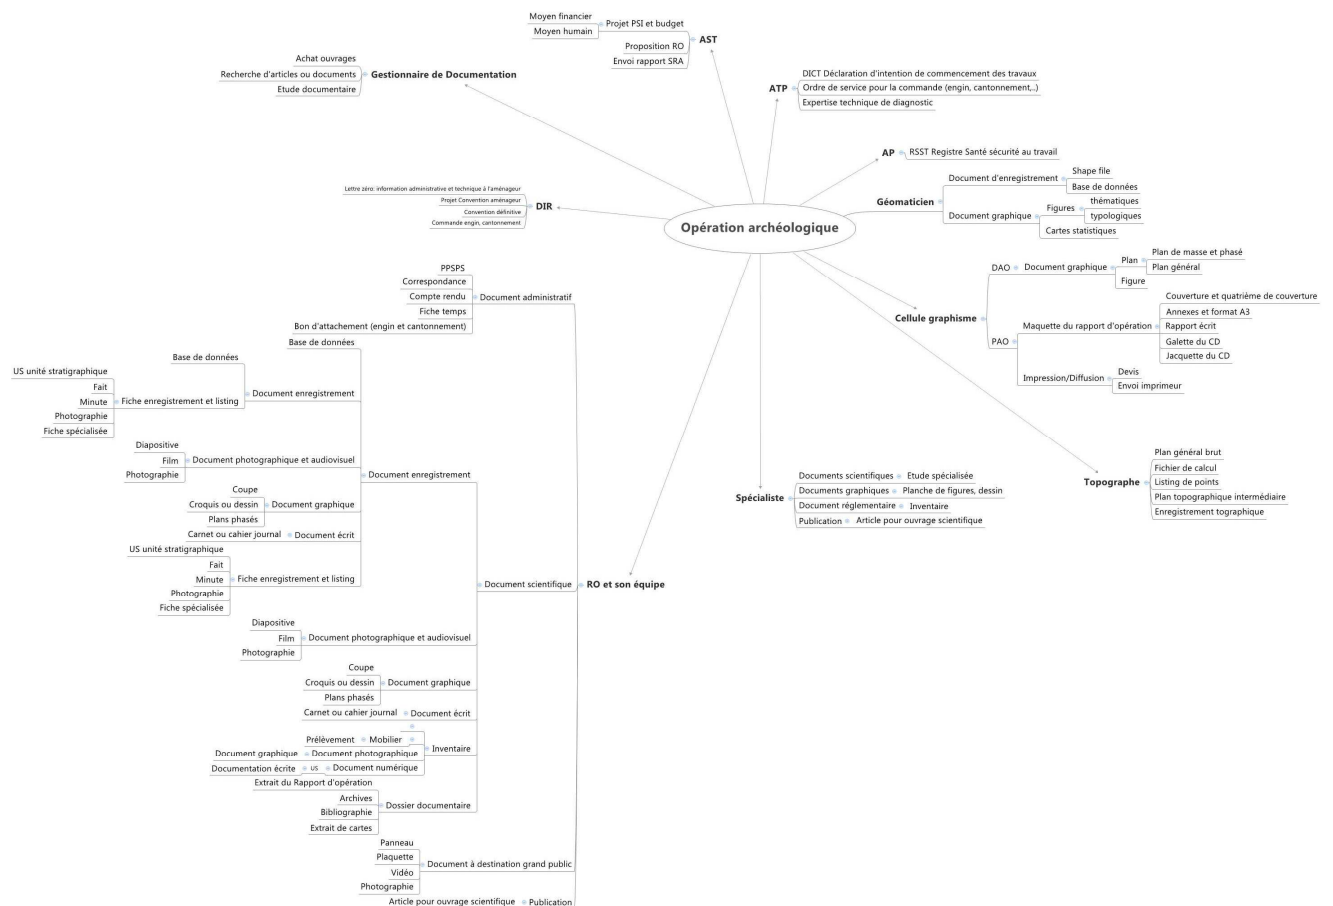 Opération archéologique
AST
Projet PSI et budget
Moyen financier
Moyen humain
Proposition RO
Envoi rapport SRA
ATP
DICT Déclaration d'intention de commencement des travaux
Ordre de service pour la commande (engin, cantonnement,..)
Expertise technique de diagnostic
AP
RSST Registre Santé sécurité au travail
Géomaticien
Document d'enregistrement
Shape file
Base de données
Document graphique
Figures
thématiques
typologiques
Cartes statistiques
Cellule graphisme
DAO
Document graphique
Plan
Plan de masse et phasé
Plan général
Figure
PAO
Maquette du rapport d'opération
Couverture et quatrième de couverture
Annexes et format A3
Rapport écrit
Galette du CD
Jacquette du CD
Impression/Diffusion
Devis
Envoi imprimeur
Topographe
Plan général brut
Fichier de calcul
Listing de points
Plan topographique intermédiaire
Enregistrement tographique
Spécialiste
Documents scientifiques
Etude spécialisée
Documents graphiques
Planche de figures, dessin
Document réglementaire
Inventaire
Publication
Article pour ouvrage scientifique
Gestionnaire de Documentation
Achat ouvrages
Recherche d'articles ou documents
Etude documentaire
DIR
Lettre zéro: information administrative et technique à l'aménageur
Projet Convention aménageur
Convention définitive
Commande engin, cantonnement
RO et son équipe
Document administratif
PPSPS
Correspondance
Compte rendu
Fiche temps
Bon d'attachement (engin et cantonnement)
Document scientifique
Document enregistrement
Base de données
Document enregistrement
Base de données
Fiche enregistrement et listing
US unité stratigraphique
Fait
Minute
Photographie
Fiche spécialisée
Document photographique et audiovisuel
Diapositive
Film
Photographie
Document graphique
Coupe
Croquis ou dessin
Plans phasés
Document écrit
Carnet ou cahier journal
Fiche enregistrement et listing
US unité stratigraphique
Fait
Minute
Photographie
Fiche spécialisée
Document photographique et audiovisuel
Diapositive
Film
Photographie
Document graphique
Coupe
Croquis ou dessin
Plans phasés
Document écrit
Carnet ou cahier journal
Inventaire
Mobilier
Prélèvement
Document photographique
Document graphique
Document numérique
US
Documentation écrite
Dossier documentaire
Extrait du Rapport d'opération
Archives
Bibliographie
Extrait de cartes
Document à destination grand public
Panneau
Plaquette
Vidéo
Photographie
Publication
Article pour ouvrage scientifique